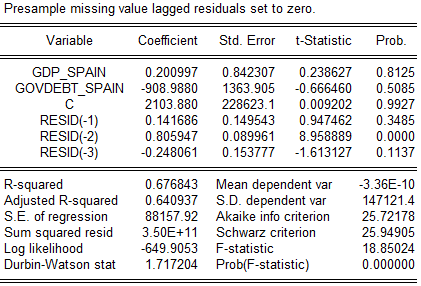 Presample missing value lagged residuals set to zero.
Variable Coefficient Std. Error t-Statistic Prob.
GDP_SPAIN 0.200997 0.842307 0.238627 0.8125
GOVDEBT_SPAIN -908.9880 1363.905 -0.666460 0.5085
C 2103.880 228623.1 0.009202 0.9927
RESID(-1) 0.141686 0.149543 0.947462 0.3485
RESID(-2) 0.805947 0.089961 8.958889 0.0000
RESID(-3) -0.248061 0.153777 -1.613127 0.1137
R-squared 0.676843 Mean dependent var -3.36E-10
Adjusted R-squared 0.640937 S.D. dependent var 147121.4
S.E. of regression 88157.92 Akaike info criterion 25.72178
Sum squared resid 3.50E+11 Schwarz criterion 25.94905
Log likelihood -649.9053 F-statistic 18.85024
Durbin-Watson stat 1.717204 Prob(F-statistic) 0.000000